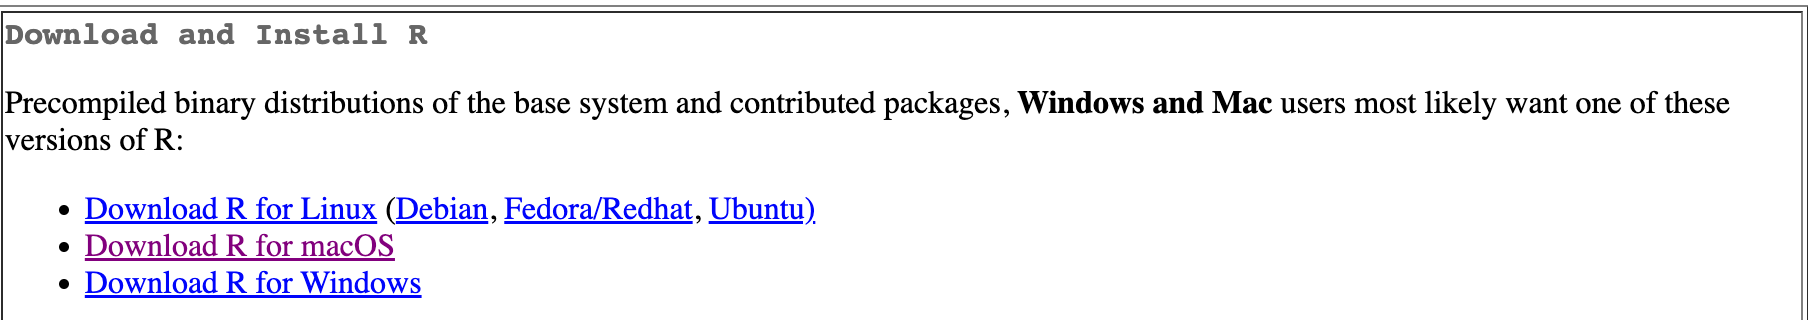 Download and Install R
Precompiled binary distributions of the base system and contributed packages, Windows and Mac users most likely want one of these
versions of R:
• Download R for Linux (Debian, Fedora/Redhat, Ubuntu)
• Download R for macOS
• Download R for Windows